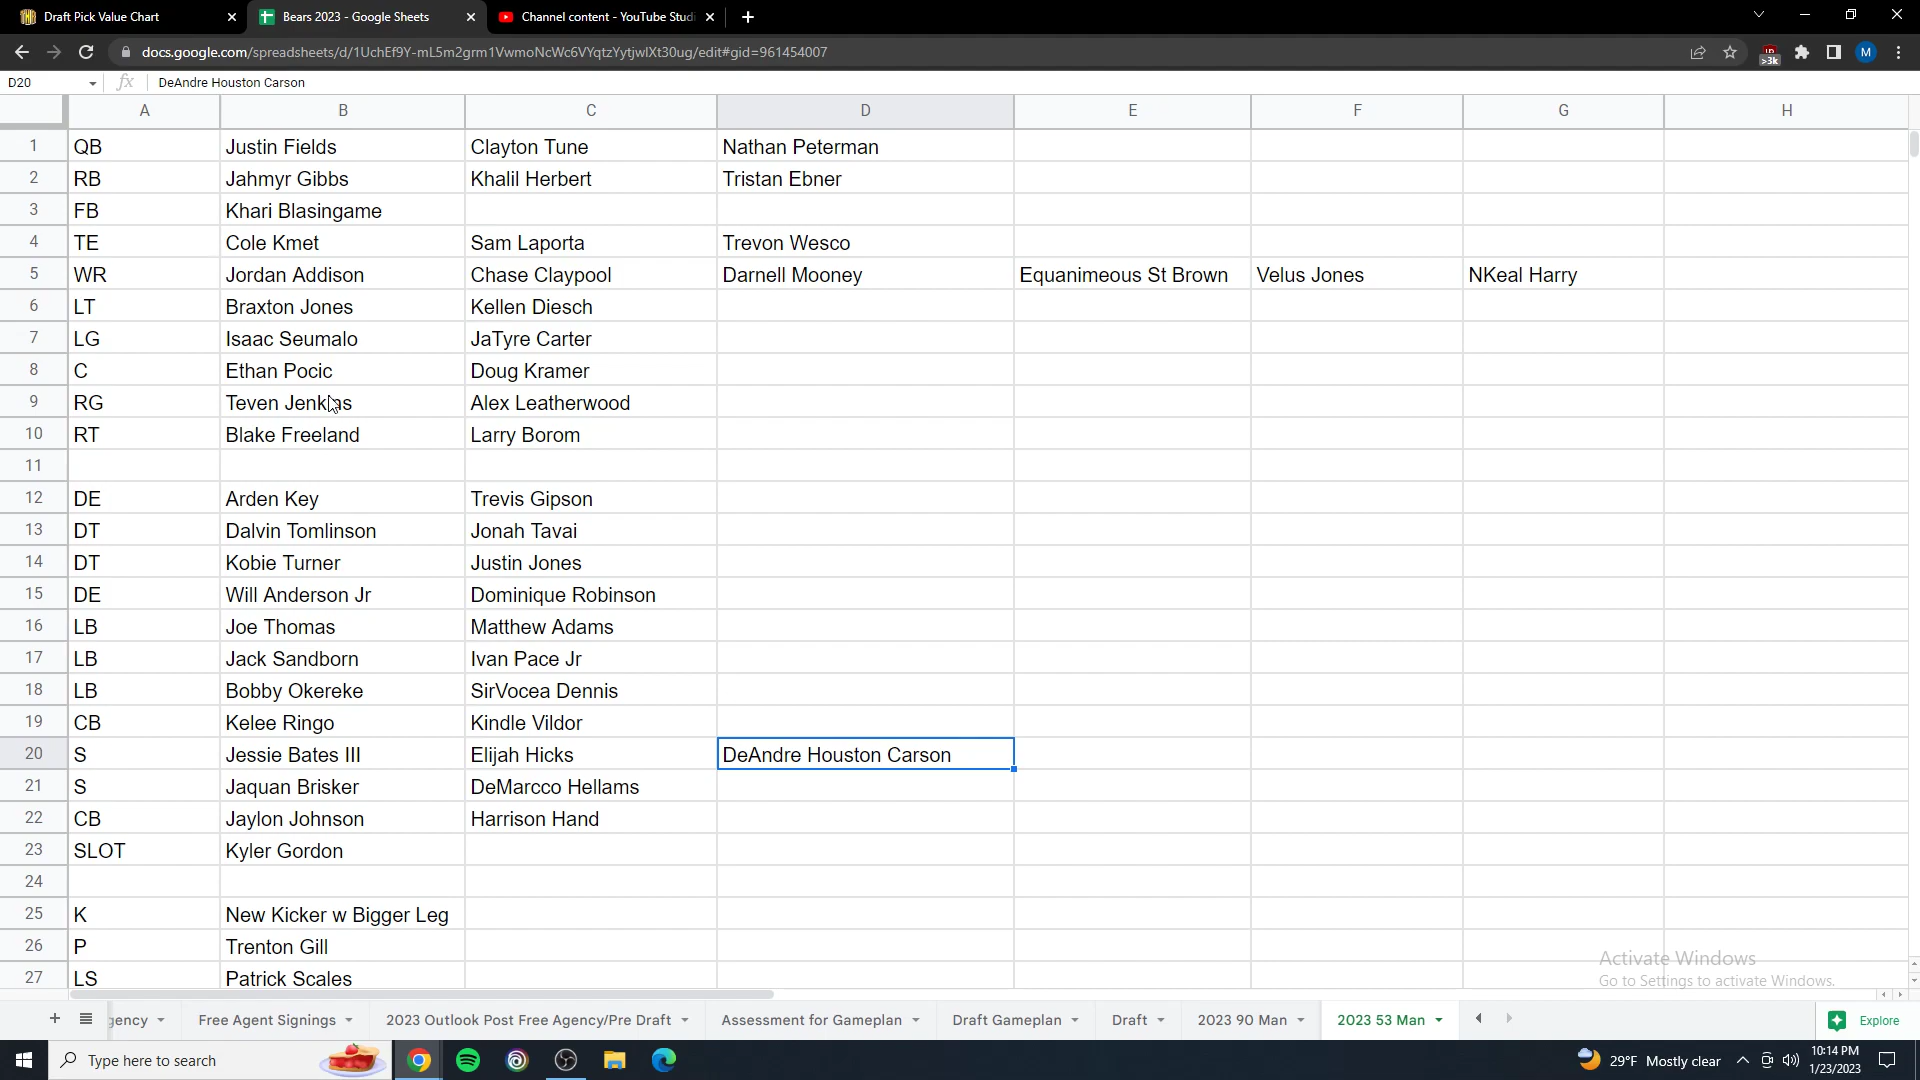 Draft Pick Value Chart Bears 2023 - Google Sheets Channel content - YouTube Studi
docs.google.com/spreadsheets/d/1UchEf9Y-mL5m2grm1VwmoNcWc6VYqtzYytjwlXt30ug/edit#gid=961454007 >3k M
D20 fx DeAndre Houston Carson
A B C D E F G H
1 QB Justin Fields Clayton Tune Nathan Peterman
2 RB Jahmyr Gibbs Khalil Herbert Tristan Ebner
3 FB Khari Blasingame
4 TE Cole Kmet Sam Laporta Trevon Wesco
5 WR Jordan Addison Chase Claypool Darnell Mooney Equanimeous St Brown Velus Jones NKeal Harry
6 LT Braxton Jones Kellen Diesch
7 LG Isaac Seumalo JaTyre Carter
8 C Ethan Pocic Doug Kramer
9 RG Teven Jenkins Alex Leatherwood
10 RT Blake Freeland Larry Borom
11
12 DE Arden Key Trevis Gipson
13 DT Dalvin Tomlinson Jonah Tavai
14 DT Kobie Turner Justin Jones
15 DE Will Anderson Jr Dominique Robinson
16 LB Joe Thomas Matthew Adams
17 LB Jack Sandborn Ivan Pace Jr
18 LB Bobby Okereke SirVocea Dennis
19 CB Kelee Ringo Kindle Vildor
20 S Jessie Bates III Elijah Hicks DeAndre Houston Carson
21 S Jaquan Brisker DeMarcco Hellams
22 CB Jaylon Johnson Harrison Hand
23 SLOT Kyler Gordon
24
25 K New Kicker w Bigger Leg
26 P Trenton Gill
27 LS Patrick Scales
Activate Windows
Go to Settings to activate Windows.
gency Free Agent Signings 2023 Outlook Post Free Agency/Pre Draft Assessment for Gameplan Draft Gameplan Draft 2023 90 Man 2023 53 Man Explore
Type here to search 29°F Mostly clear 10:14 PM
1/23/2023